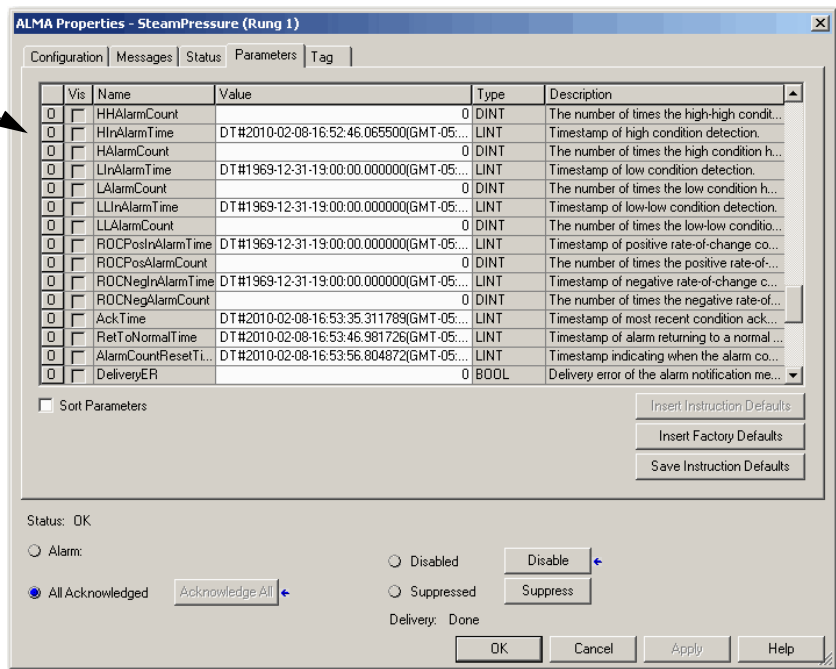 ALMA Properties - SteamPressure (Rung 1)
Configuration Messages Status Parameters Tag
Vis Name Value Type Description
0 HHAlarmCount 0 DINT The number of times the high-high condit...
0 HInAlarmTime DT#2010-02-08-16:52:46.065500(GMT-05:... LINT Timestamp of high condition detection.
0 HAlarmCount 0 DINT The number of times the high condition h...
0 LInAlarmTime DT#1969-12-31-19:00:00.000000(GMT-05:... LINT Timestamp of low condition detection.
0 LAlarmCount 0 DINT The number of times the low condition h...
0 LLInAlarmTime DT#1969-12-31-19:00:00.000000(GMT-05:... LINT Timestamp of low-low condition detection.
0 LLAlarmCount 0 DINT The number of times the low-low conditio...
0 ROCPosInAlarmTime DT#1969-12-31-19:00:00.000000(GMT-05:... LINT Timestamp of positive rate-of-change co...
0 ROCPosAlarmCount 0 DINT The number of times the positive rate-of-...
0 ROCNegInAlarmTime DT#1969-12-31-19:00:00.000000(GMT-05:... LINT Timestamp of negative rate-of-change c...
0 ROCNegAlarmCount 0 DINT The number of times the negative rate-of...
0 AckTime DT#2010-02-08-16:53:35.311789(GMT-05:... LINT Timestamp of most recent condition ack...
0 RetToNormalTime DT#2010-02-08-16:53:46.981726(GMT-05:... LINT Timestamp of alarm returning to a normal ...
0 AlarmCountResetTi... DT#2010-02-08-16:53:56.804872(GMT-05:... LINT Timestamp indicating when the alarm co...
0 DeliveryER 0 BOOL Delivery error of the alarm notification me...
Sort Parameters
Insert Instruction Defaults
Insert Factory Defaults
Save Instruction Defaults
Status: OK
Alarm:
Disabled Disable
All Acknowledged Acknowledge All
Suppressed Suppress
Delivery: Done
OK Cancel Apply Help